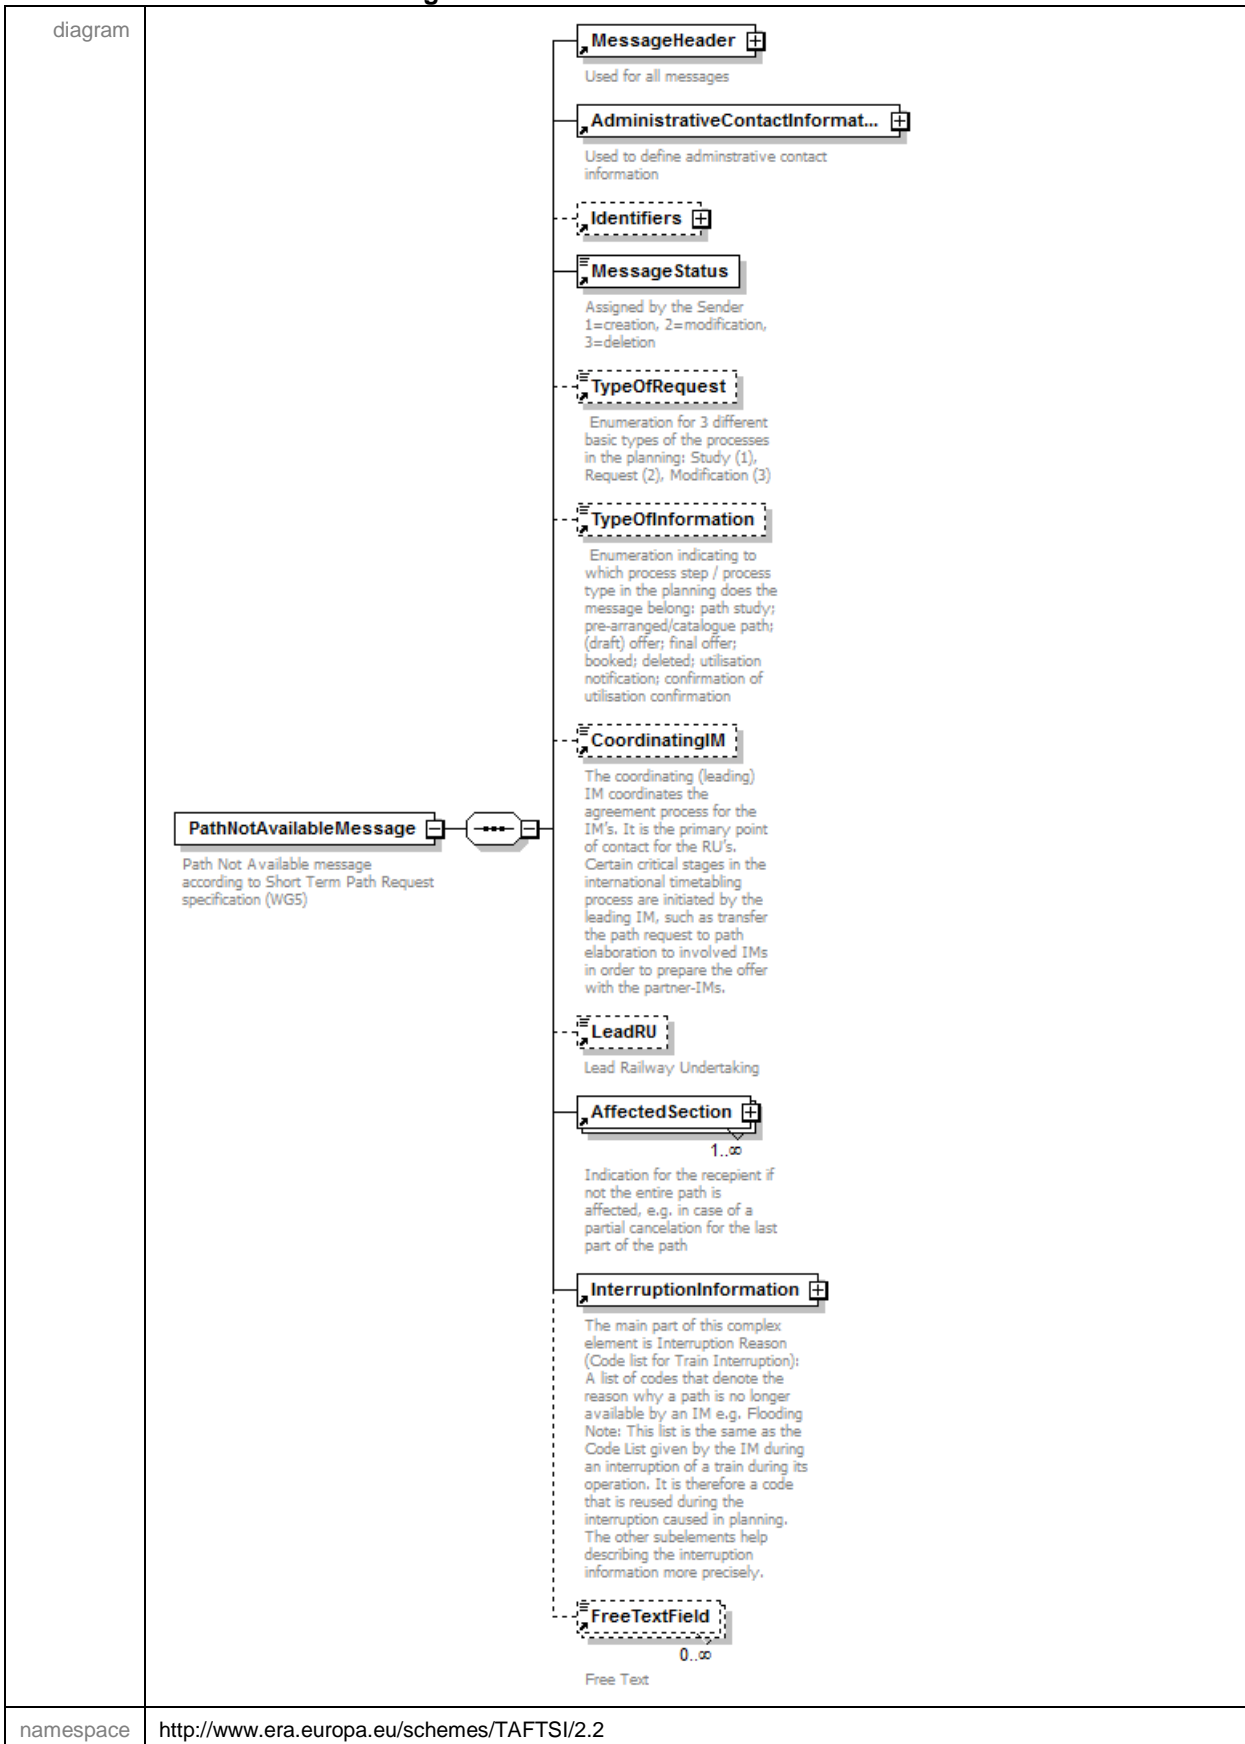 diagram
MessageHeader
Used for all messages
AdministrativeContactInformat...
Used to define adminstrative contact
information
Identifiers
MessageStatus
Assigned by the Sender
1=creation, 2=modification,
3=deletion
TypeOfRequest
Enumeration for 3 different
basic types of the processes
in the planning: Study (1),
Request (2), Modification (3)
TypeOfInformation
Enumeration indicating to
which process step / process
type in the planning does the
message belong: path study;
pre-arranged/catalogue path;
(draft) offer; final offer;
booked; deleted; utilisation
notification; confirmation of
utilisation confirmation
CoordinatingIM
The coordinating (leading)
IM coordinates the
agreement process for the
IM's. It is the primary point
of contact for the RU's.
Certain critical stages in the
international timetabling
process are initiated by the
leading IM, such as transfer
the path request to path
elaboration to involved IMs
in order to prepare the offer
with the partner-IMs.
PathNotAvailableMessage
Path Not Available message
according to Short Term Path Request
specification (WG5)
LeadRU
Lead Railway Undertaking
AffectedSection
1..∞
Indication for the recepient if
not the entire path is
affected, e.g. in case of a
partial cancelation for the last
part of the path
InterruptionInformation
The main part of this complex
element is Interruption Reason
(Code list for Train Interruption):
A list of codes that denote the
reason why a path is no longer
available by an IM e.g. Flooding
Note: This list is the same as the
Code List given by the IM during
an interruption of a train during its
operation. It is therefore a code
that is reused during the
interruption caused in planning.
The other subelements help
describing the interruption
information more precisely.
FreeTextField
0..∞
Free Text
namespace
http://www.era.europa.eu/schemes/TAFTSI/2.2